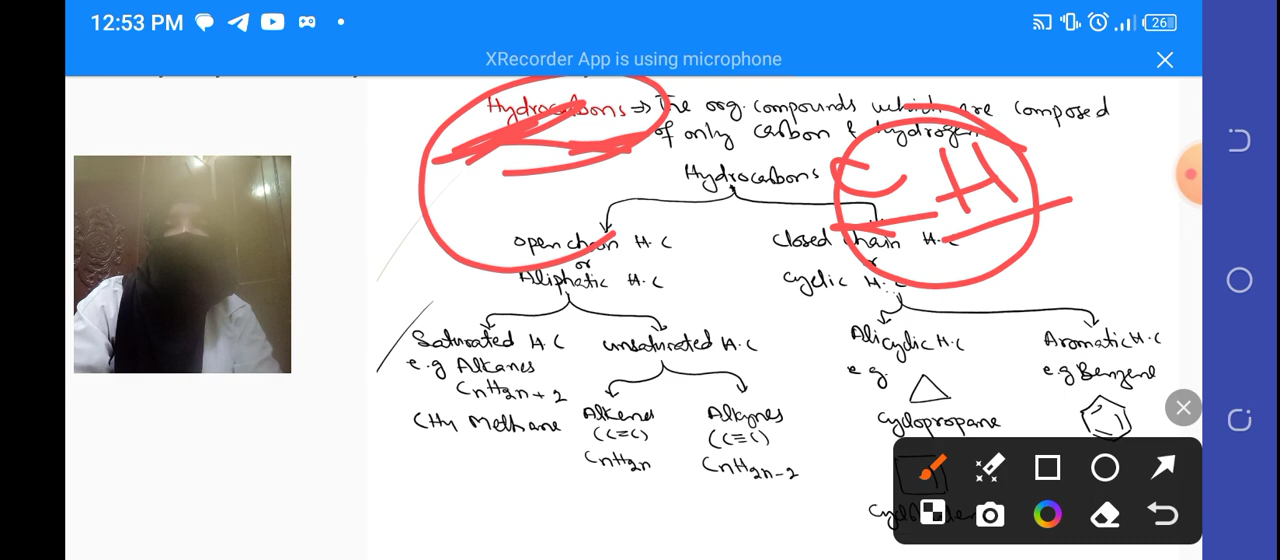 12:53 PM
26
XRecorder App is using microphone
Hydrocarbons ⇒ The org. compounds which are composed
of only carbon & hydrogen
C H
Hydrocarbons
Open chain H.C
or
Aliphatic H.C
Closed chain H.C
or
Cyclic H.C
Saturated H.C
e.g Alkanes
CnH2n+2
CH4 Methane
unsaturated H.C
Alkenes
(C=C)
CnH2n
Alkynes
(C≡C)
CnH2n-2
Alicyclic H.C
e.g.
Cyclopropane
Aromatic H.C
e.g Benzene